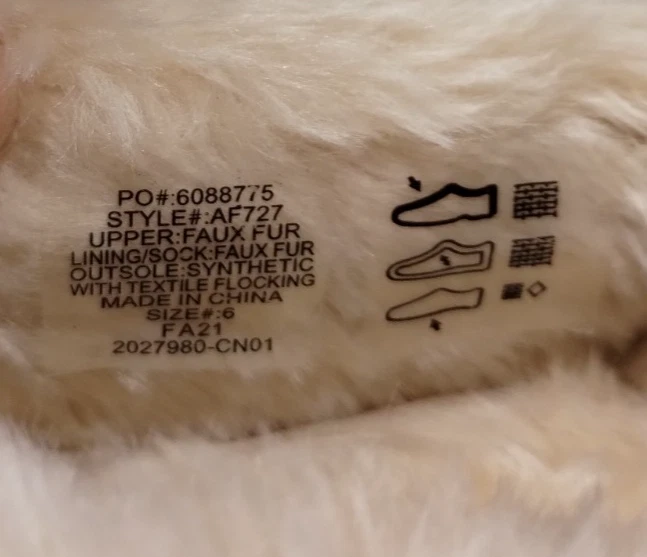 PO#:6088775
STYLE#:AF727
UPPER:FAUX FUR
LINING/SOCK:FAUX FUR
OUTSOLE:SYNTHETIC
WITH TEXTILE FLOCKING
MADE IN CHINA
SIZE#:6
FA21
2027980-CN01